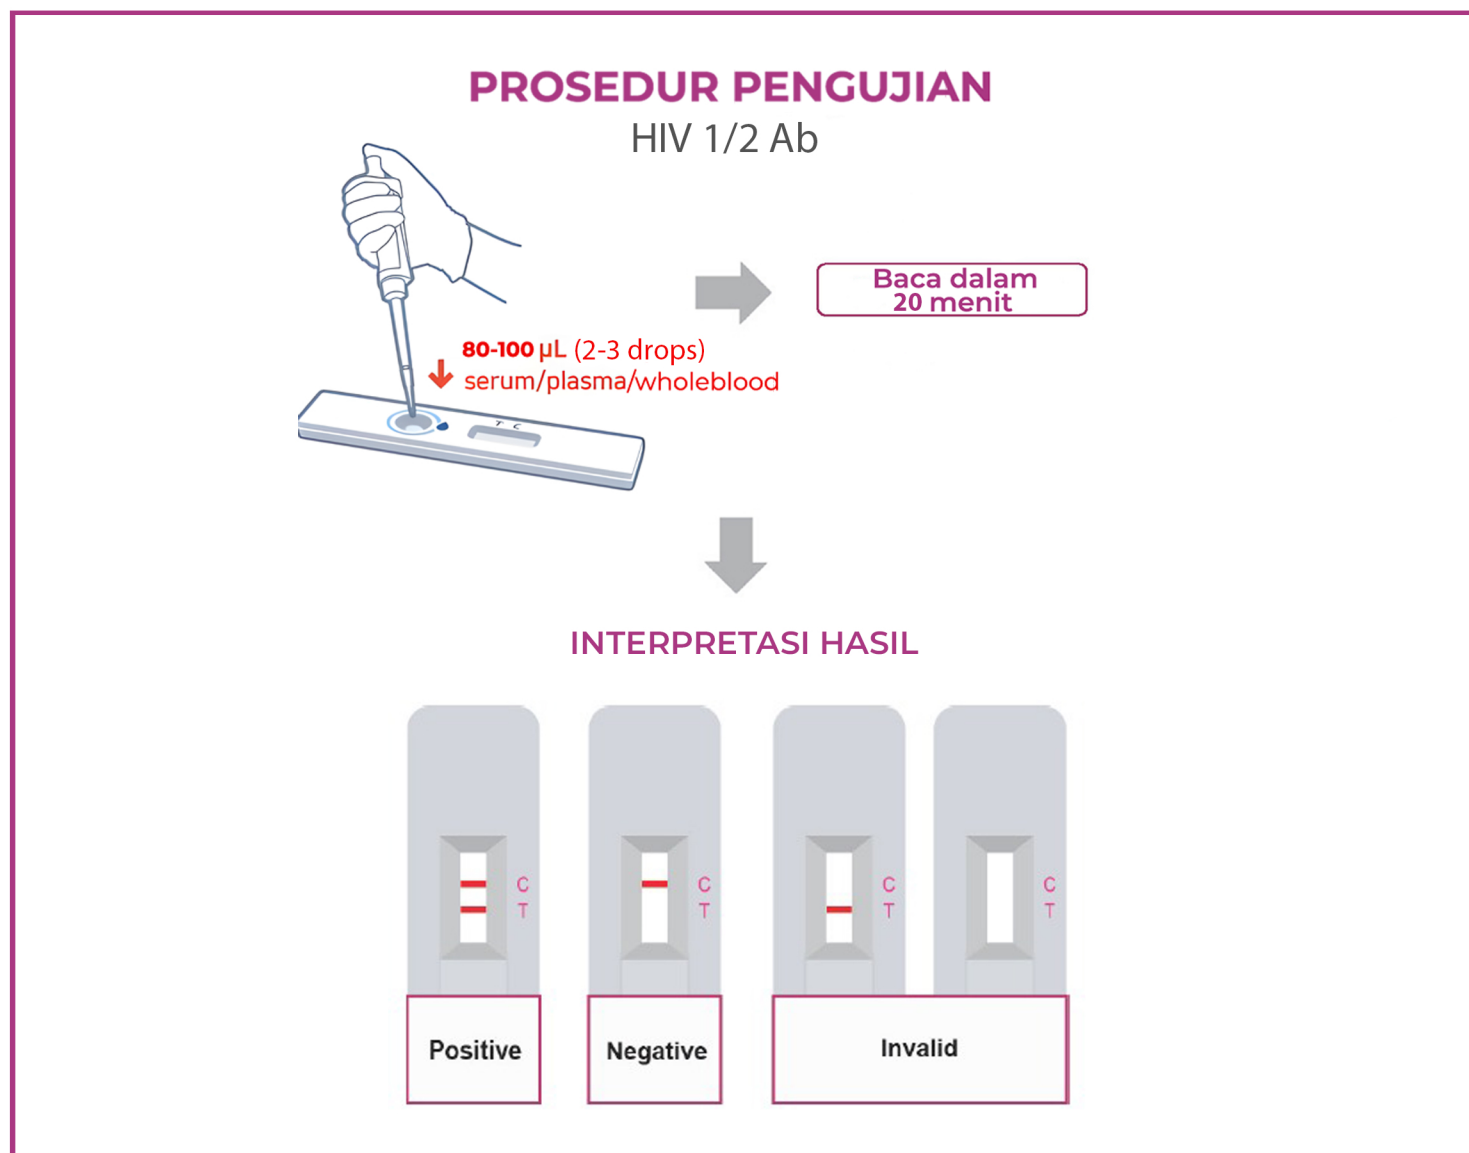 PROSEDUR PENGUJIAN
HIV 1/2 Ab
Baca dalam
20 menit
80-100 µL (2-3 drops)
serum/plasma/wholeblood
T C
INTERPRETASI HASIL
C
T
C
T
C
T
C
T
Positive
Negative
Invalid